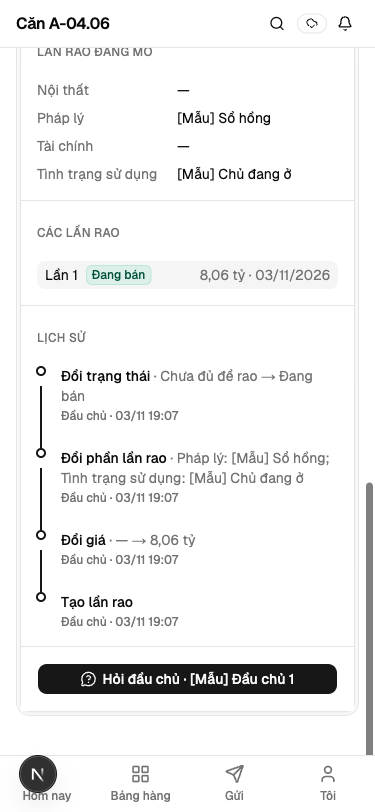 Căn A-04.06
LẦN RAO ĐANG MỞ
Nội thất —
Pháp lý [Mẫu] Sổ hồng
Tài chính —
Tình trạng sử dụng [Mẫu] Chủ đang ở
CÁC LẦN RAO
Lần 1 Đang bán 8,06 tỷ · 03/11/2026
LỊCH SỬ
Đổi trạng thái · Chưa đủ để rao → Đang
bán
Đầu chủ · 03/11 19:07
Đổi phần lần rao · Pháp lý: [Mẫu] Sổ hồng;
Tình trạng sử dụng: [Mẫu] Chủ đang ở
Đầu chủ · 03/11 19:07
Đổi giá · — → 8,06 tỷ
Đầu chủ · 03/11 19:07
Tạo lần rao
Đầu chủ · 03/11 19:07
Hỏi đầu chủ · [Mẫu] Đầu chủ 1
N
Hôm nay Bảng hàng Gửi Tôi